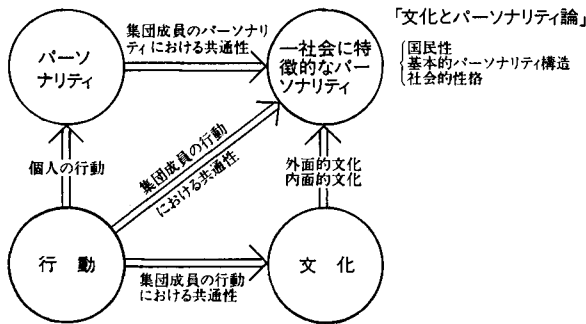 「文化とパーソナリティ論」
国民性
基本的パーソナリティ構造
社会的性格
パーソ
ナリティ
集団成員のパーソナリ
ティにおける共通性
一社会に特
徴的なパー
ソナリティ
個人の行動
集団成員の行動
における共通性
外面的文化
内面的文化
行 動
集団成員の行動
における共通性
文 化